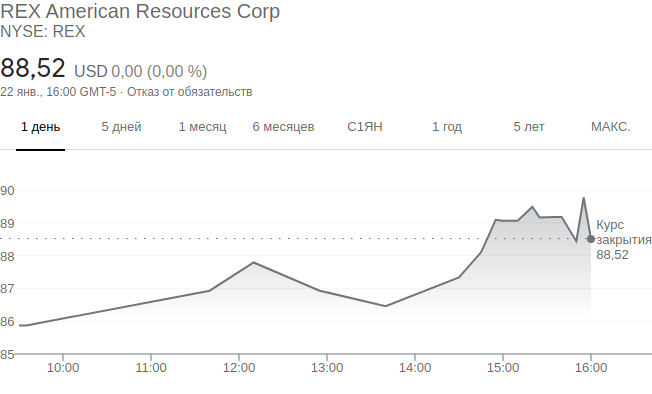 REX American Resources Corp
NYSE: REX
88,52 USD 0,00 (0,00 %)
22 янв., 16:00 GMT-5 · Отказ от обязательств
1 день 5 дней 1 месяц 6 месяцев С1ЯН 1 год 5 лет МАКС.
90
89
88
87
86
85
Курс
закрытия
88,52
10:00 11:00 12:00 13:00 14:00 15:00 16:00